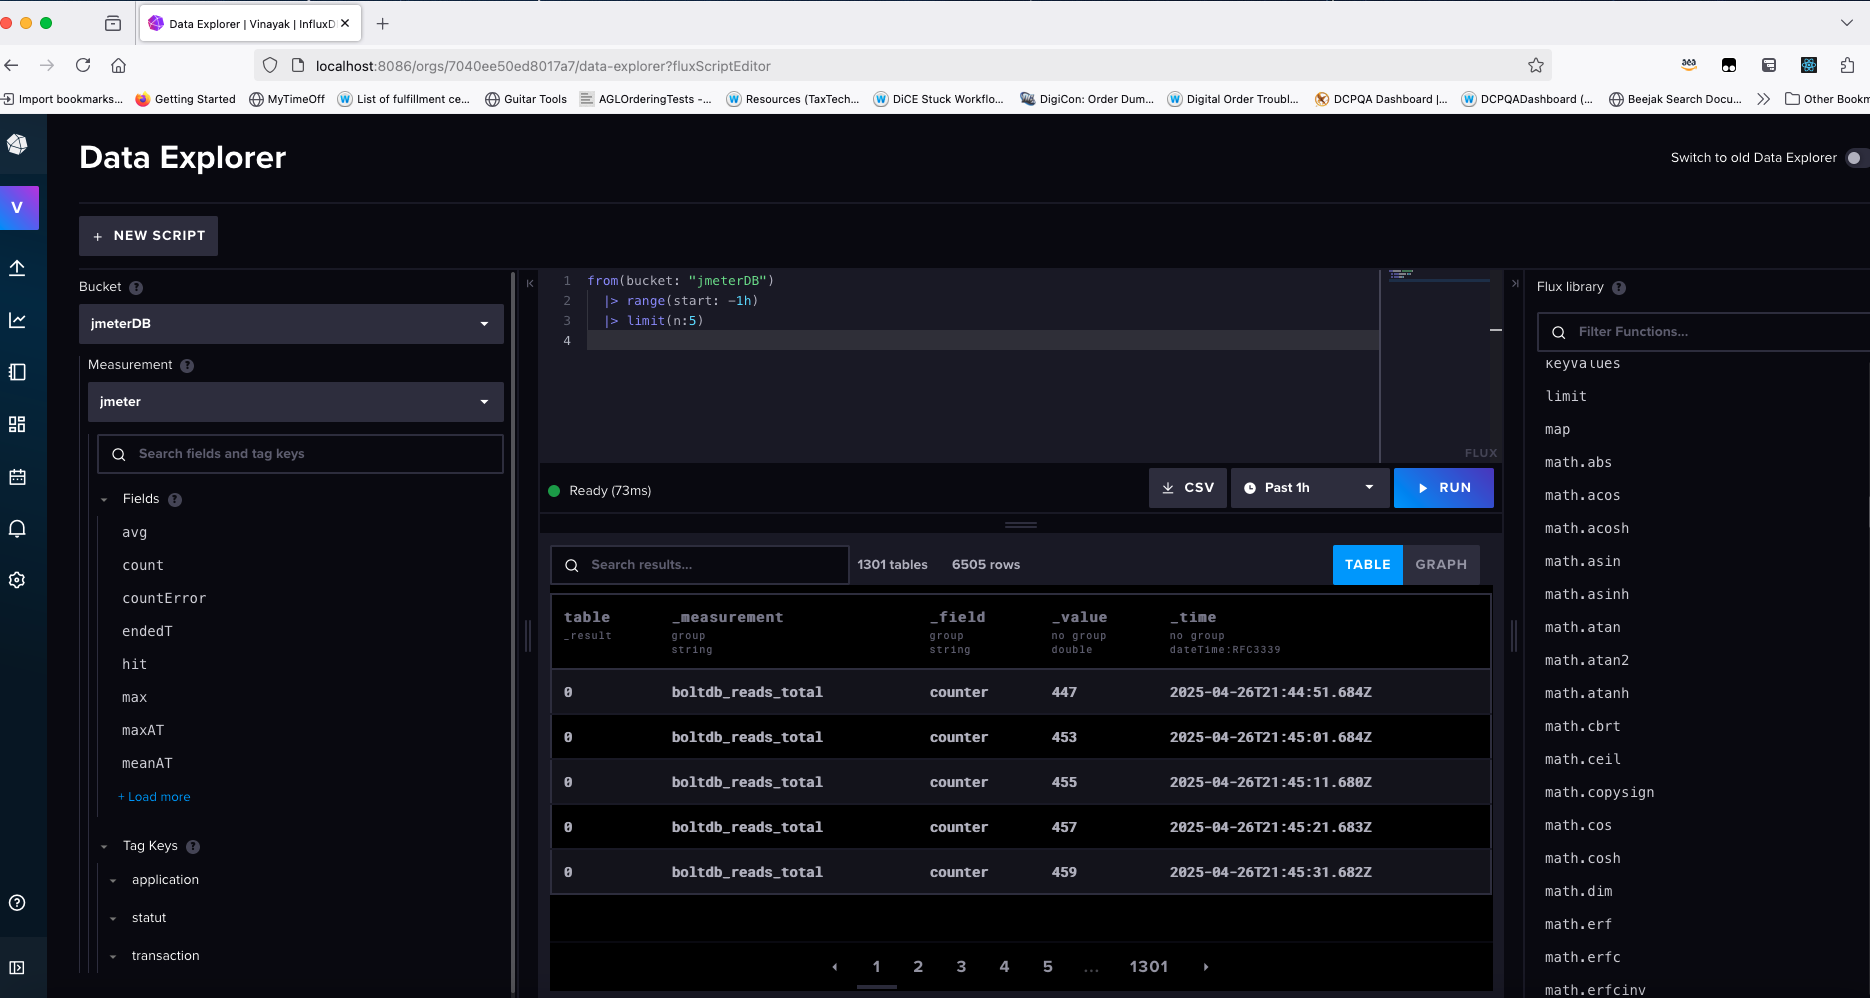 Data Explorer | Vinayak | InfluxD
localhost:8086/orgs/7040ee50ed8017a7/data-explorer?fluxScriptEditor
Import bookmarks...
Getting Started
MyTimeOff
List of fulfillment ce...
Guitar Tools
AGLOrderingTests -...
Resources (TaxTech...
DiCE Stuck Workflo...
DigiCon: Order Dum...
Digital Order Troubl...
DCPQA Dashboard |...
DCPQADashboard (...
Beejak Search Docu...
Other Bookm
Data Explorer
Switch to old Data Explorer
V
+ NEW SCRIPT
Bucket ?
jmeterDB
Measurement ?
jmeter
Search fields and tag keys
Fields ?
avg
count
countError
endedT
hit
max
maxAT
meanAT
+ Load more
Tag Keys ?
application
statut
transaction
1 from(bucket: "jmeterDB")
2 |> range(start: -1h)
3 |> limit(n:5)
4
FLUX
Ready (73ms)
CSV
Past 1h
RUN
Search results...
1301 tables
6505 rows
TABLE
GRAPH
table _measurement _field _value _time
_result group group no group no group
string string double dateTime:RFC3339
0 boltdb_reads_total counter 447 2025-04-26T21:44:51.684Z
0 boltdb_reads_total counter 453 2025-04-26T21:45:01.684Z
0 boltdb_reads_total counter 455 2025-04-26T21:45:11.680Z
0 boltdb_reads_total counter 457 2025-04-26T21:45:21.683Z
0 boltdb_reads_total counter 459 2025-04-26T21:45:31.682Z
1 2 3 4 5 ... 1301
Flux library ?
Filter Functions...
keyValues
limit
map
math.abs
math.acos
math.acosh
math.asin
math.asinh
math.atan
math.atan2
math.atanh
math.cbrt
math.ceil
math.copysign
math.cos
math.cosh
math.dim
math.erf
math.erfc
math.erfcinv